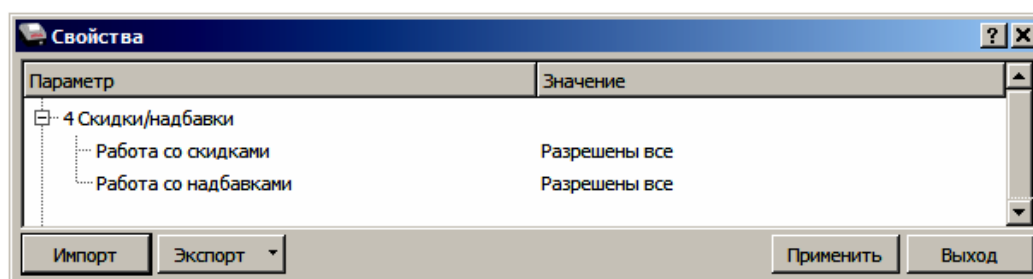 Свойства
Параметр Значение
4 Скидки/надбавки
Работа со скидками Разрешены все
Работа со надбавками Разрешены все
Импорт Экспорт Применить Выход